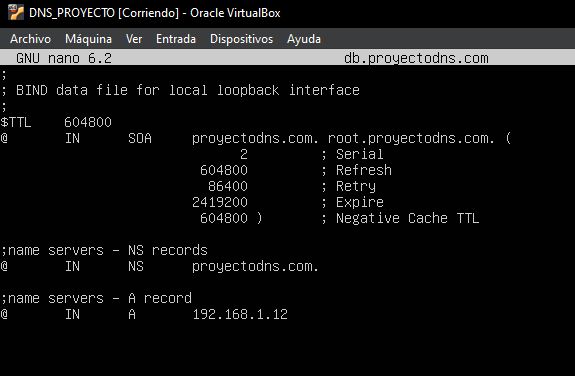 DNS_PROYECTO [Corriendo] - Oracle VirtualBox
Archivo Máquina Ver Entrada Dispositivos Ayuda
GNU nano 6.2 db.proyectodns.com
;
; BIND data file for local loopback interface
;
$TTL 604800
@ IN SOA proyectodns.com. root.proyectodns.com. (
2 ; Serial
604800 ; Refresh
86400 ; Retry
2419200 ; Expire
604800 ) ; Negative Cache TTL
;name servers - NS records
@ IN NS proyectodns.com.
;name servers - A record
@ IN A 192.168.1.12